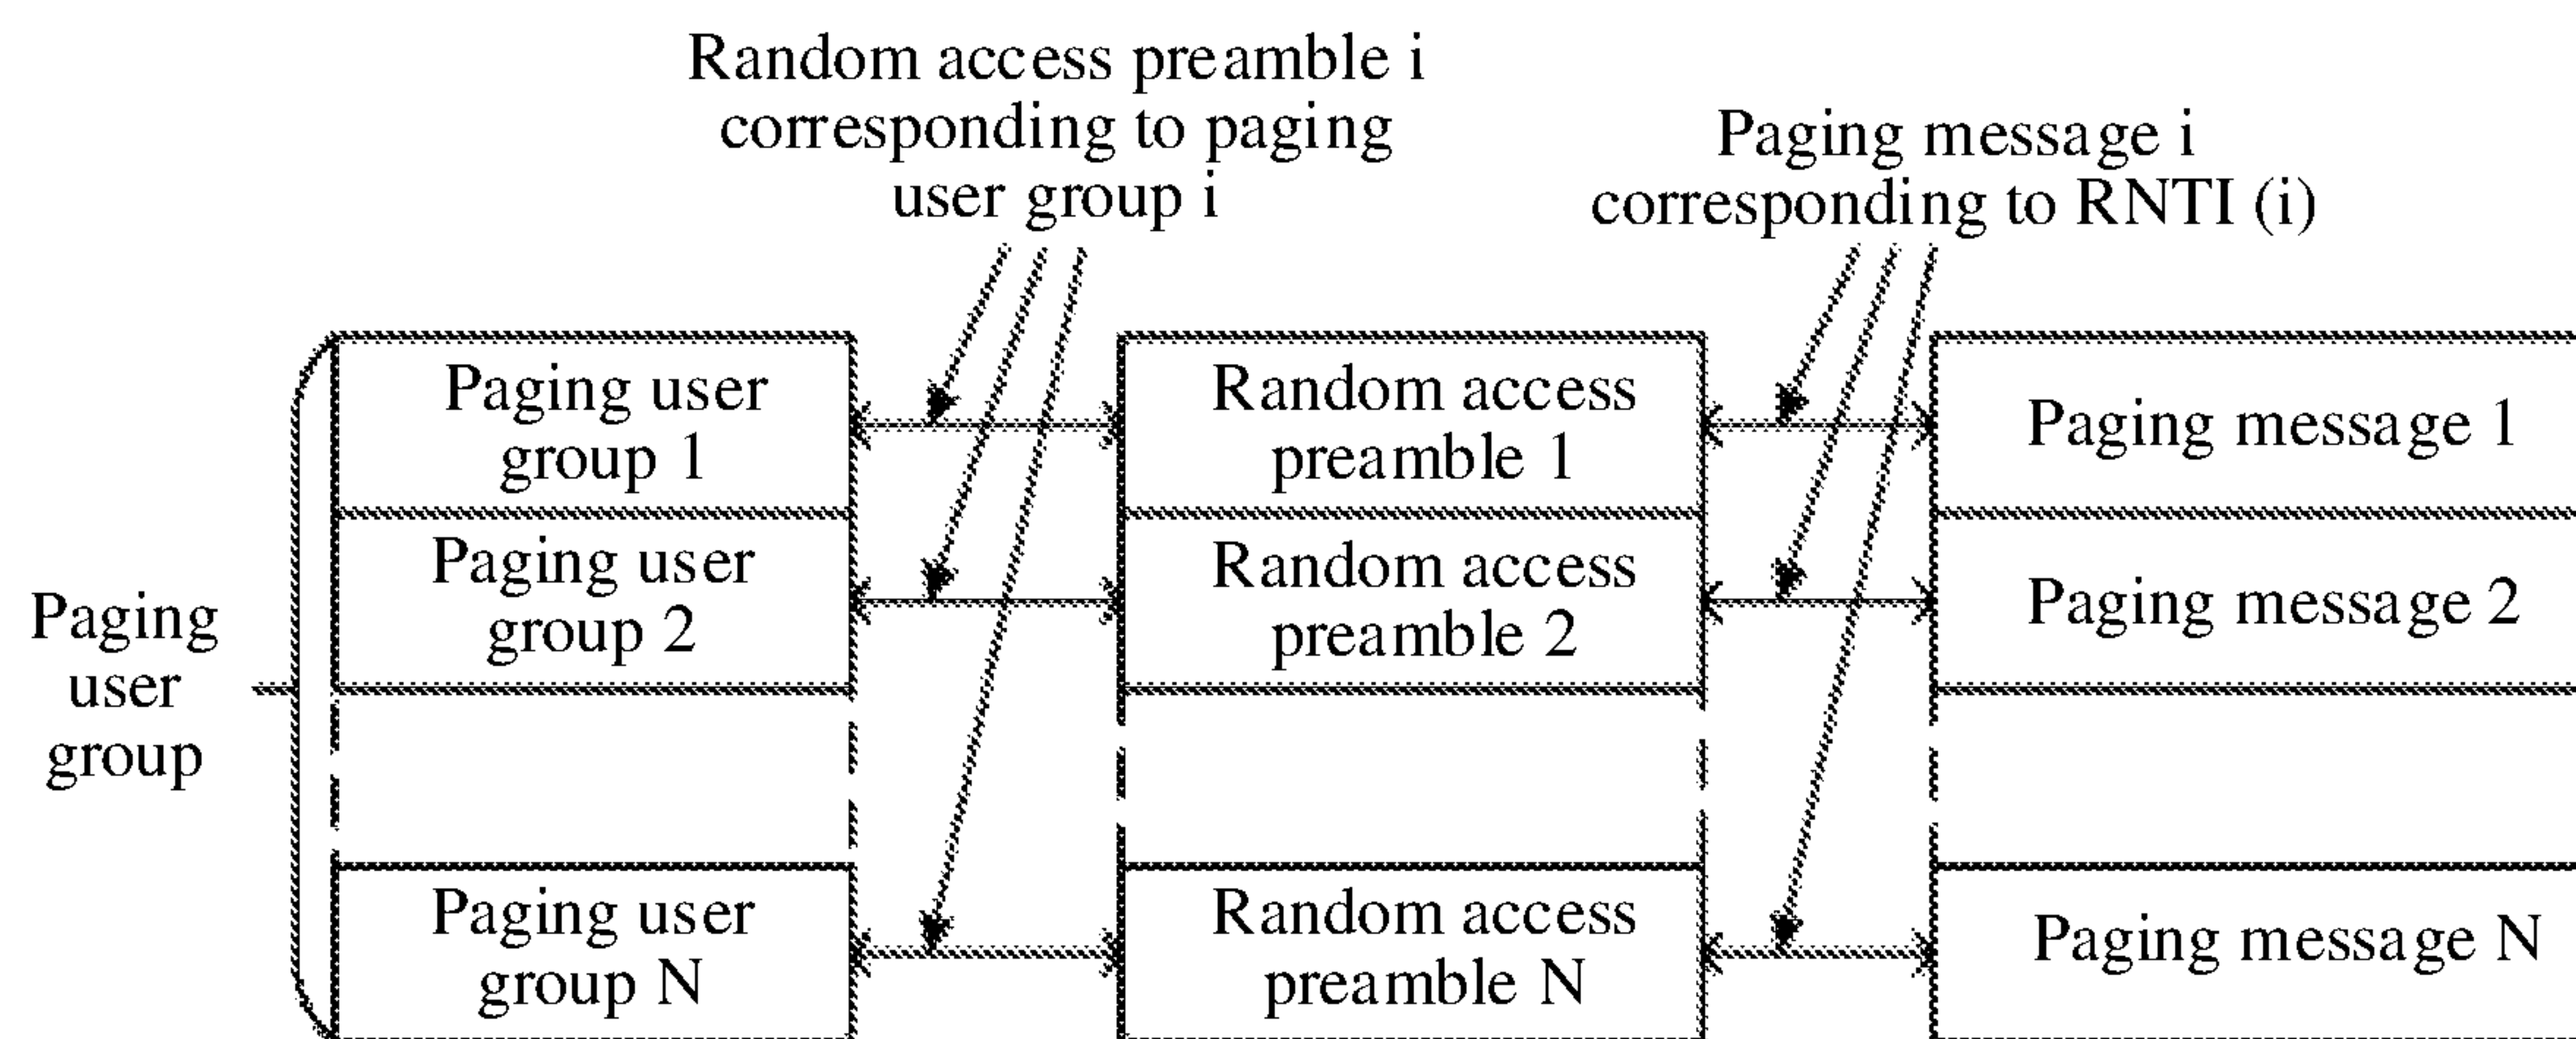 Random access preamble i
corresponding to paging
user group i
Paging message i
corresponding to RNTI (i)
Paging
user
group
Paging user
group 1
Random access
preamble 1
Paging message 1
Paging user
group 2
Random access
preamble 2
Paging message 2
Paging user
group N
Random access
preamble N
Paging message N